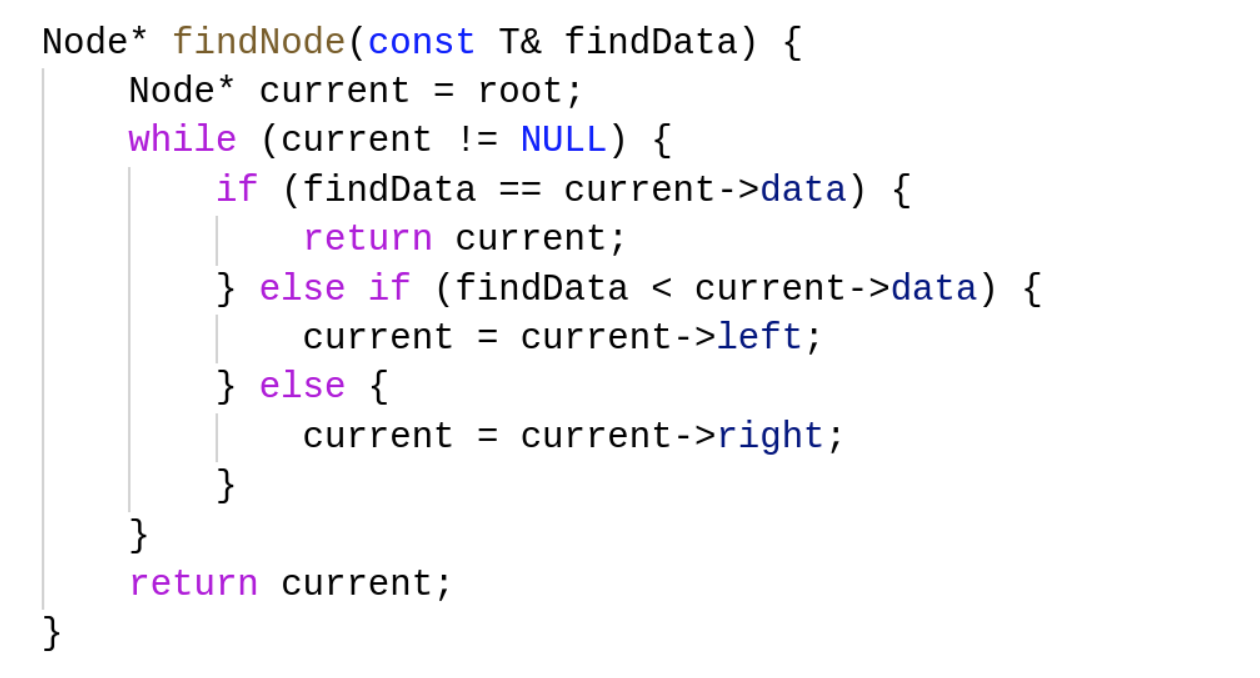 Node* findNode(const T& findData) {
    Node* current = root;
    while (current != NULL) {
        if (findData == current->data) {
            return current;
        } else if (findData < current->data) {
            current = current->left;
        } else {
            current = current->right;
        }
    }
    return current;
}